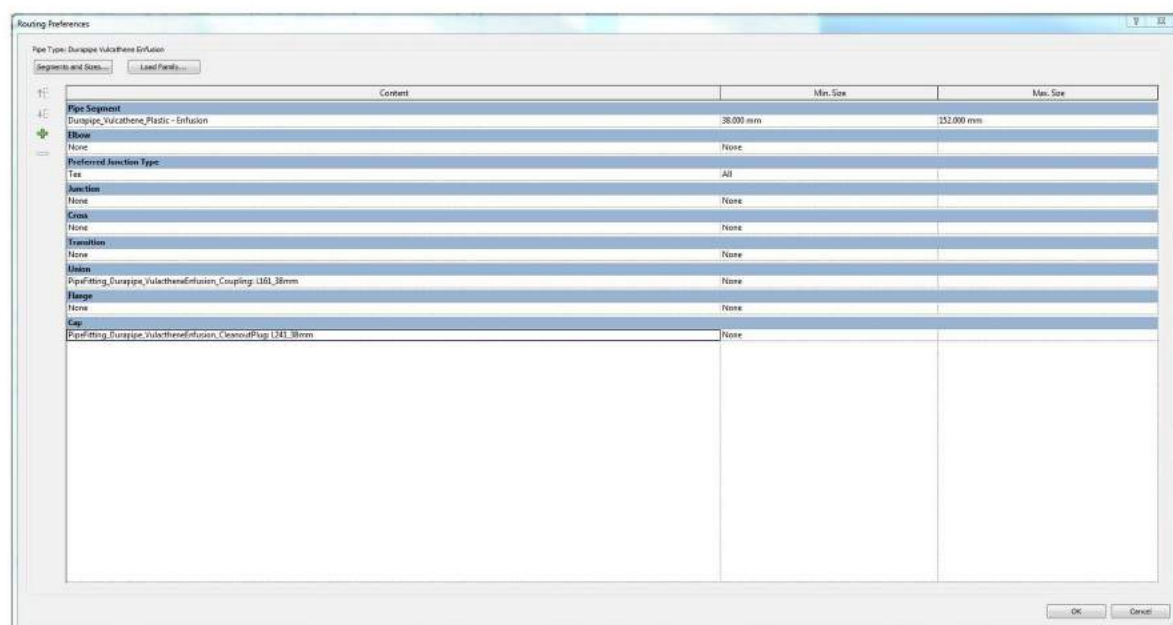 Routing Preferences
Pipe Type: Durapipe Vulcathene Enfusion
Segments and Sizes... Load Family...
Content Min. Size Max. Size
Pipe Segment
Durapipe_Vulcathene_Plastic - Enfusion 38.000 mm 152.000 mm
Elbow
None None
Preferred Junction Type
Tee All
Junction
None None
Cross
None None
Transition
None None
Union
PipeFitting_Durapipe_VulactheneEnfusion_Coupling: L161_38mm None
Flange
None None
Cap
PipeFitting_Durapipe_VulactheneEnfusion_CleanoutPlug: L241_38mm None
OK Cancel